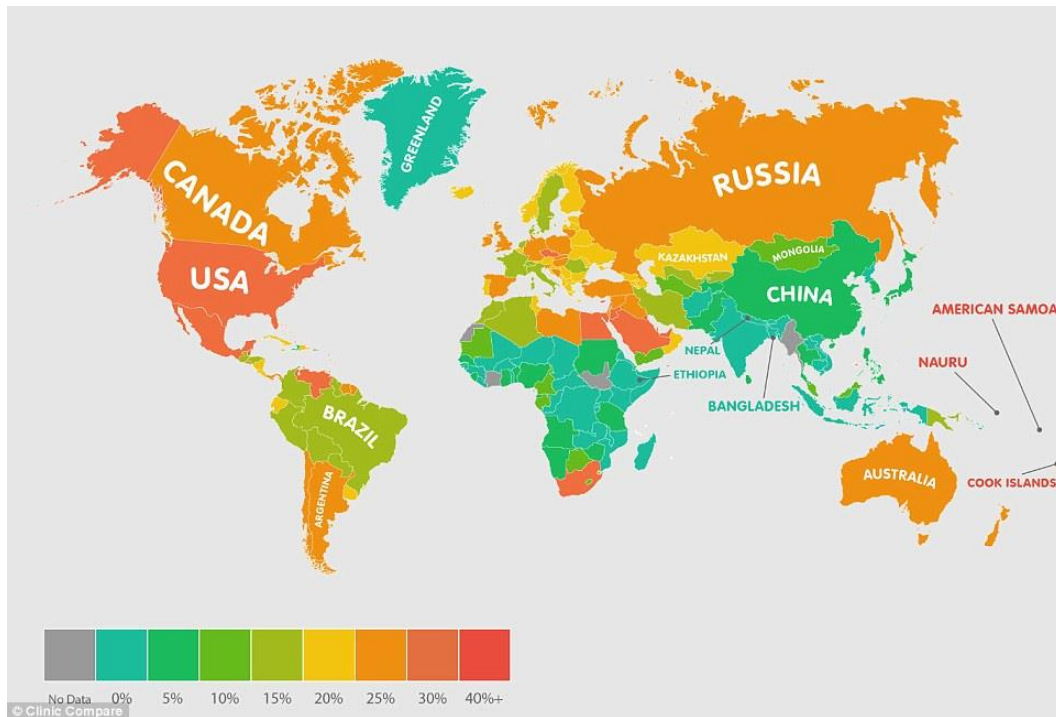 GREENLAND
CANADA
RUSSIA
USA
KAZAKHSTAN
MONGOLIA
CHINA
AMERICAN SAMOA
NEPAL
NAURU
ETHIOPIA
BANGLADESH
BRAZIL
AUSTRALIA
COOK ISLANDS
ARGENTINA
No Data 0% 5% 10% 15% 20% 25% 30% 40%+
© Clinic Compare